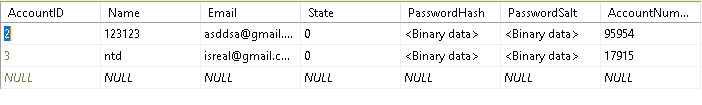 AccountID Name Email State PasswordHash PasswordSalt AccountNum...
2 123123 asddsa@gmail.... 0 <Binary data> <Binary data> 95954
3 ntd isreal@gmail.c... 0 <Binary data> <Binary data> 17915
NULL NULL NULL NULL NULL NULL NULL